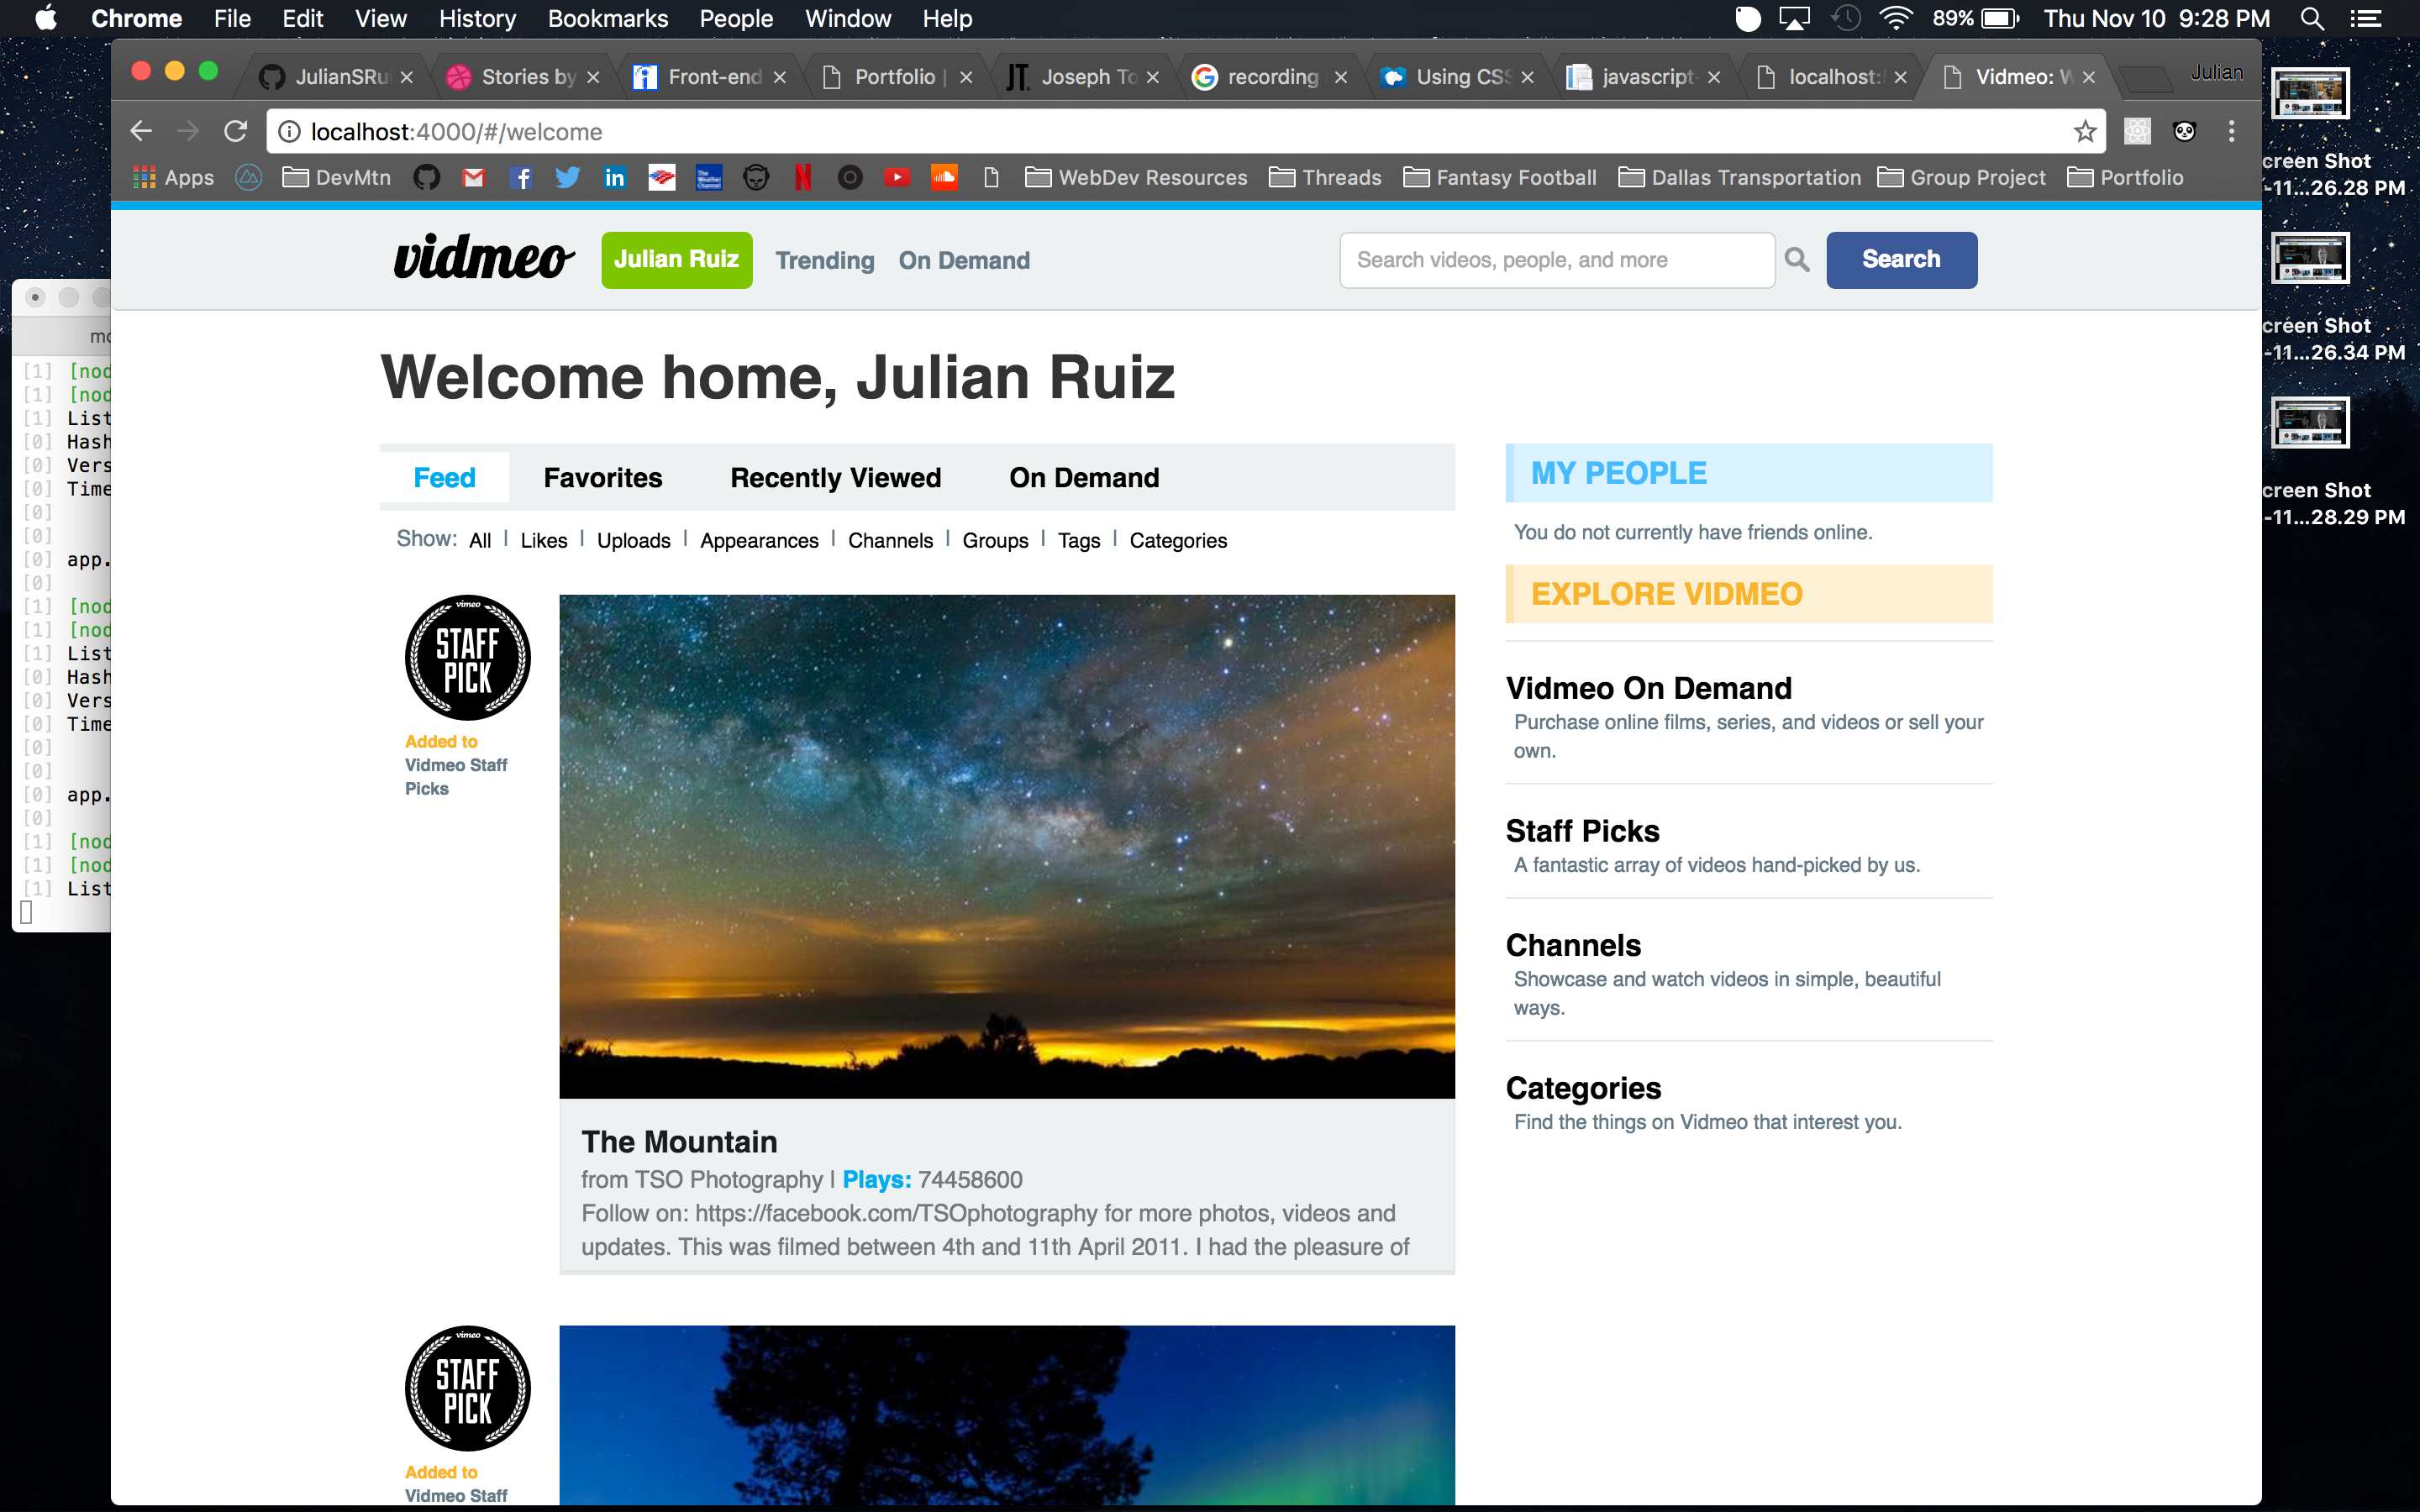 Chrome File Edit View History Bookmarks People Window Help 89% Thu Nov 10 9:28 PM
JulianSRu Stories by Front-end Portfolio | JT. Joseph To recording Using CSS javascript- localhost: Vidmeo: W Julian
localhost:4000/#/welcome
Apps DevMtn WebDev Resources Threads Fantasy Football Dallas Transportation Group Project Portfolio
creen Shot
-11...26.28 PM
creen Shot
-11...26.34 PM
creen Shot
-11...28.29 PM
mo
[1] [nod
[1] [nod
[1] List
[0] Hash
[0] Vers
[0] Time
[0]
[0]
[0] app.
[0]
[1] [nod
[1] [nod
[1] List
[0] Hash
[0] Vers
[0] Time
[0]
[0]
[0] app.
[0]
[1] [nod
[1] [nod
[1] List
vidmeo Julian Ruiz Trending On Demand Search videos, people, and more Search
Welcome home, Julian Ruiz
Feed Favorites Recently Viewed On Demand
Show: All | Likes | Uploads | Appearances | Channels | Groups | Tags | Categories
vimeo
STAFF
PICK
Added to
Vidmeo Staff
Picks
The Mountain
from TSO Photography | Plays: 74458600
Follow on: https://facebook.com/TSOphotography for more photos, videos and
updates. This was filmed between 4th and 11th April 2011. I had the pleasure of
vimeo
STAFF
PICK
Added to
Vidmeo Staff
MY PEOPLE
You do not currently have friends online.
EXPLORE VIDMEO
Vidmeo On Demand
Purchase online films, series, and videos or sell your
own.
Staff Picks
A fantastic array of videos hand-picked by us.
Channels
Showcase and watch videos in simple, beautiful
ways.
Categories
Find the things on Vidmeo that interest you.